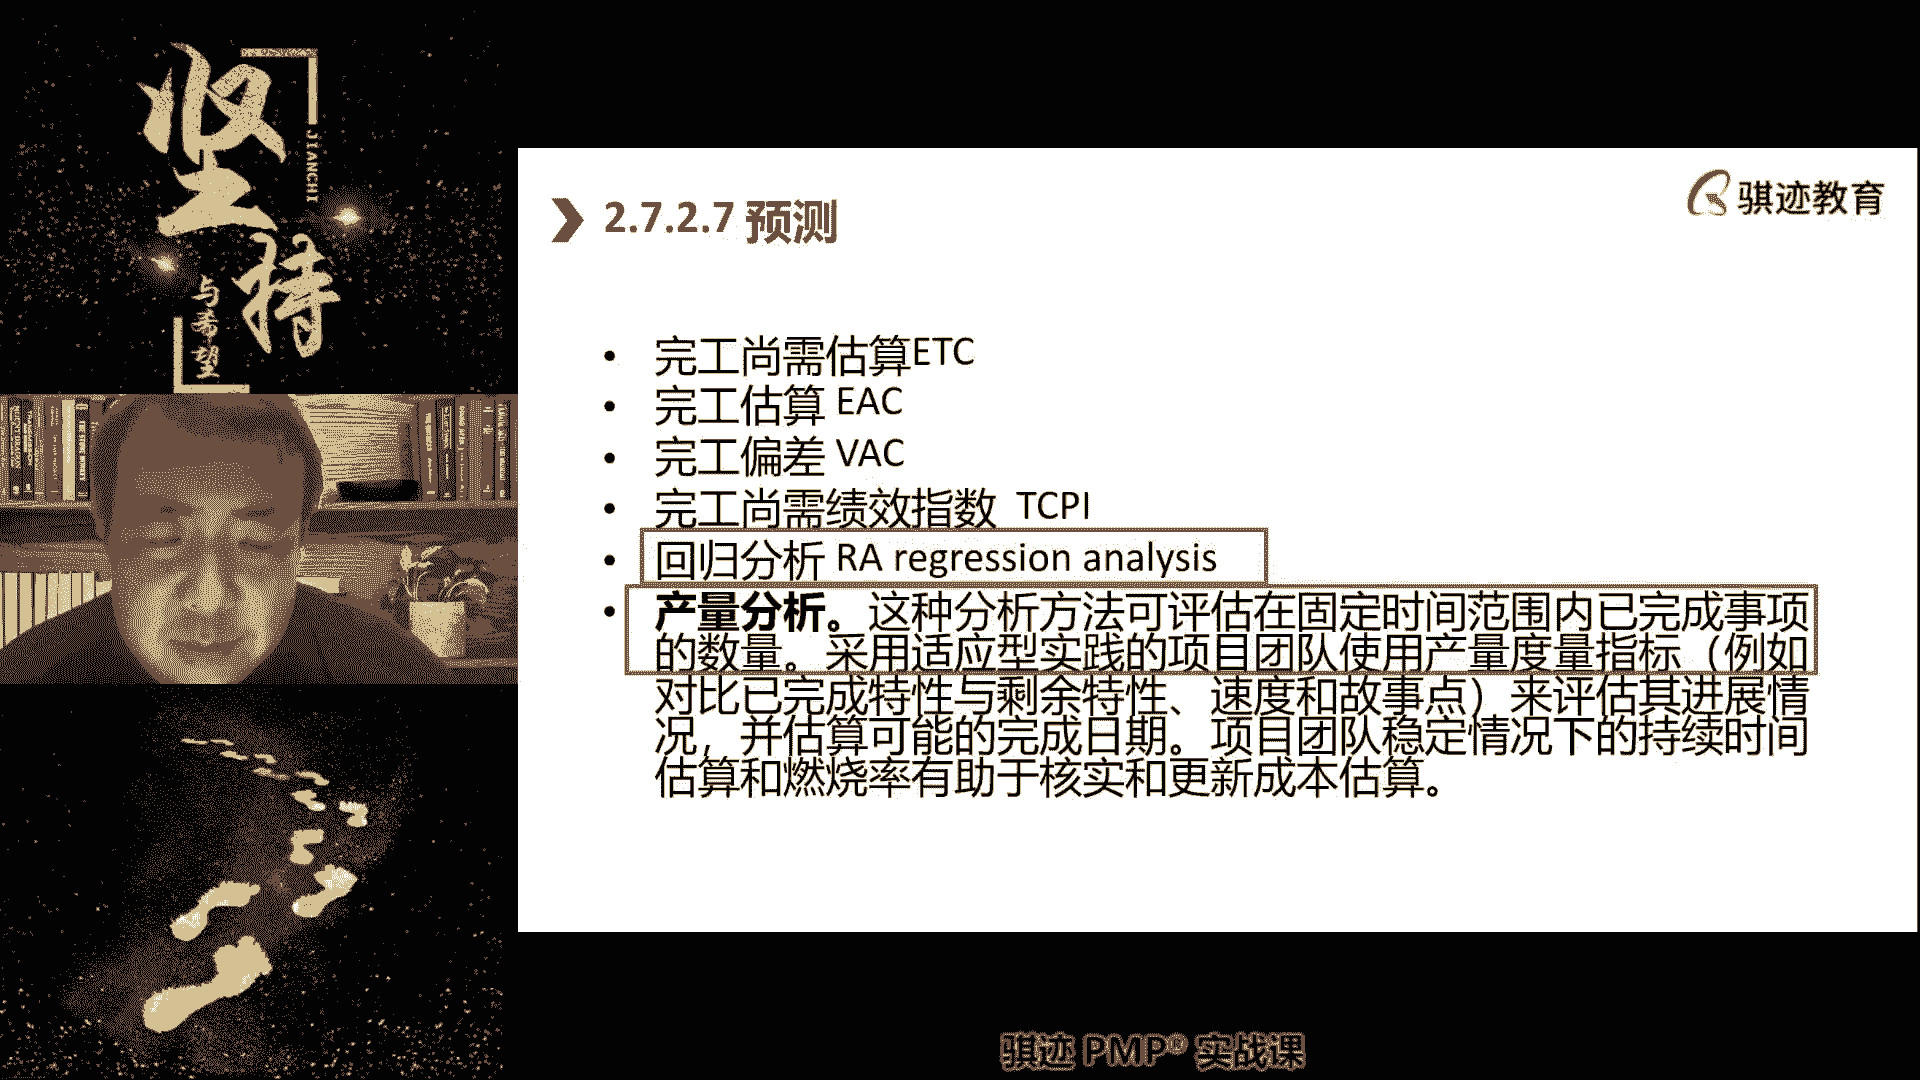 坚持
JIANCHI
与希望
骐迹教育
2.7.2.7 预测
• 完工尚需估算ETC
• 完工估算 EAC
• 完工偏差 VAC
• 完工尚需绩效指数 TCPI
• 回归分析 RA regression analysis
• 产量分析。这种分析方法可评估在固定时间范围内已完成事项
的数量。采用适应型实践的项目团队使用产量度量指标（例如
对比已完成特性与剩余特性、速度和故事点）来评估其进展情
况，并估算可能的完成日期。项目团队稳定情况下的持续时间
估算和燃烧率有助于核实和更新成本估算。
骐迹 PMP® 实战课